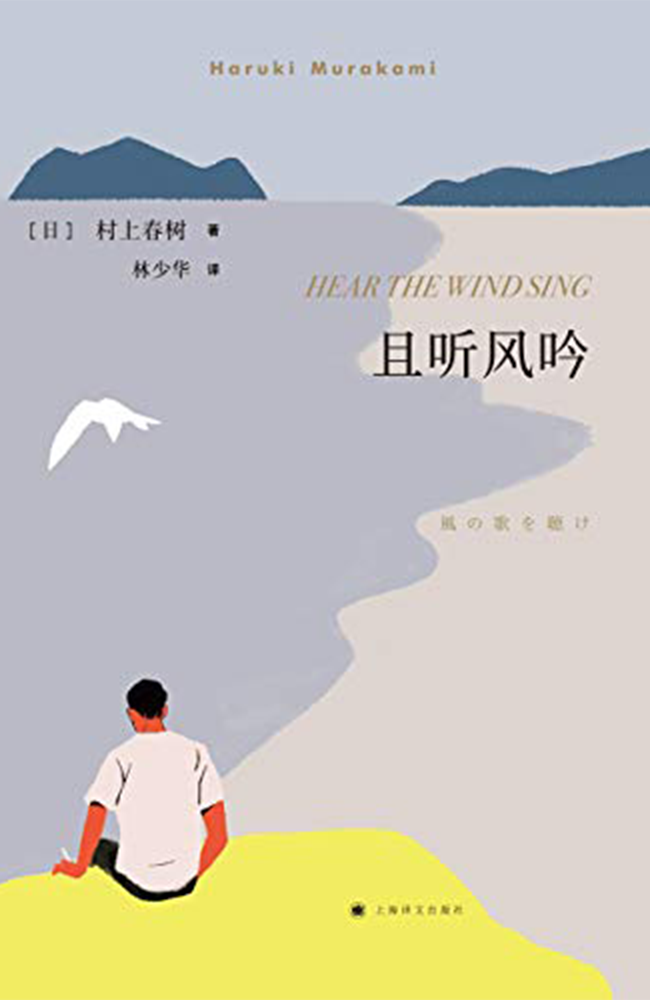 Haruki Murakami
[日] 村上春树 著
林少华 译
HEAR THE WIND SING
且听风吟
風の歌を聴け
上海译文出版社